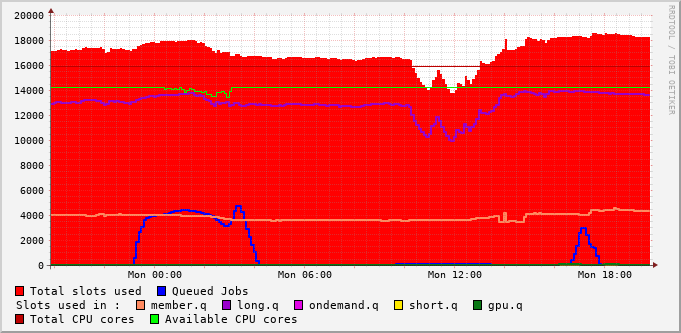 20000
18000
16000
14000
12000
10000
8000
6000
4000
2000
0
Mon 00:00 Mon 06:00 Mon 12:00 Mon 18:00
Total slots used Queued Jobs
Slots used in : member.q long.q ondemand.q short.q gpu.q
Total CPU cores Available CPU cores
RRDTOOL / TOBI OETIKER